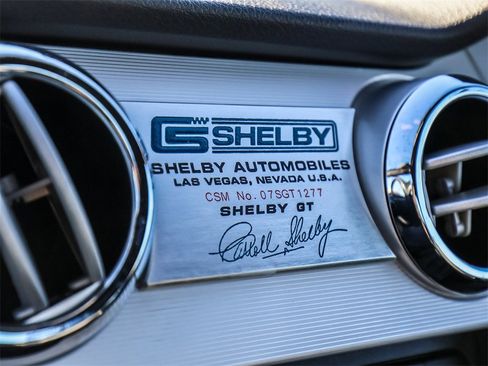 CS SHELBY
SHELBY AUTOMOBILES
LAS VEGAS, NEVADA U.S.A.
CSM No. 07SGT1277
SHELBY GT
Carroll Shelby